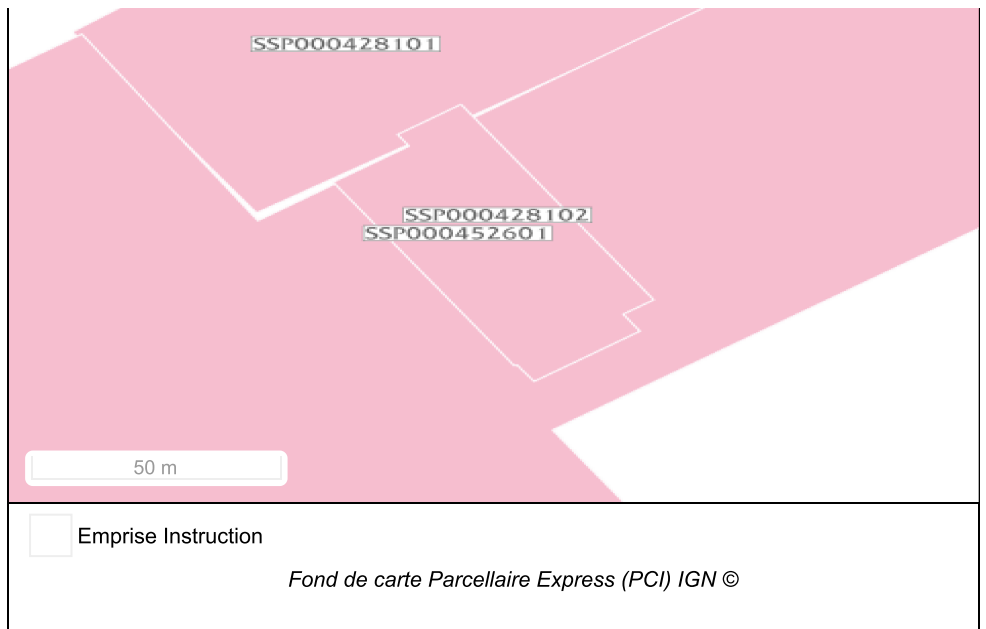 SSP000428101
SSP000428102
SSP000452601
50 m
Emprise Instruction
Fond de carte Parcellaire Express (PCI) IGN ©